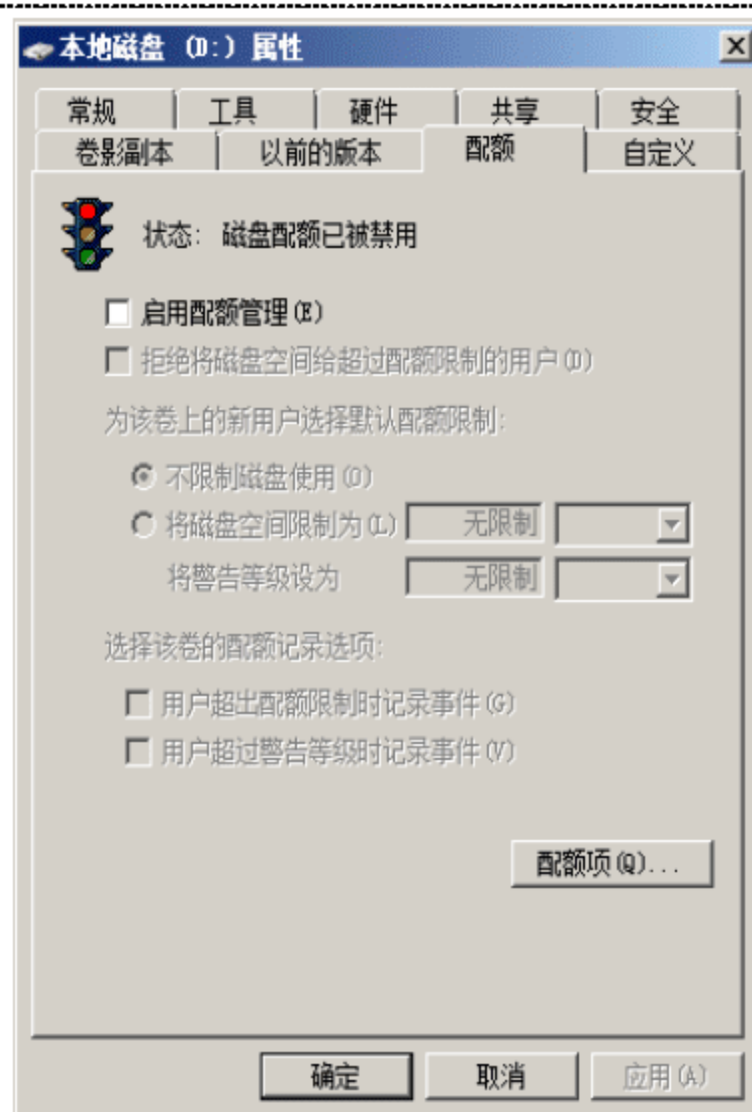 本地磁盘 (D:) 属性
常规 工具 硬件 共享 安全
卷影副本 以前的版本 配额 自定义
状态: 磁盘配额已被禁用
启用配额管理(E)
拒绝将磁盘空间给超过配额限制的用户(D)
为该卷上的新用户选择默认配额限制:
不限制磁盘使用(O)
将磁盘空间限制为(L) 无限制
将警告等级设为 无限制
选择该卷的配额记录选项:
用户超出配额限制时记录事件(G)
用户超过警告等级时记录事件(V)
配额项(Q)...
确定 取消 应用(A)